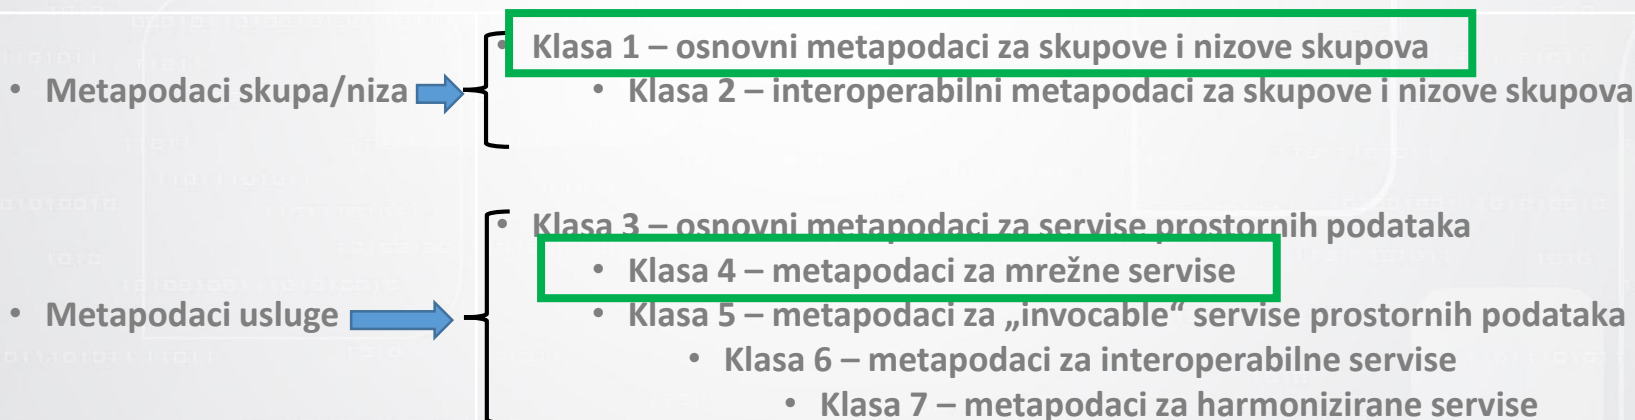 • Metapodaci skupa/niza
• Klasa 1 – osnovni metapodaci za skupove i nizove skupova
• Klasa 2 – interoperabilni metapodaci za skupove i nizove skupova
• Metapodaci usluge
• Klasa 3 – osnovni metapodaci za servise prostornih podataka
• Klasa 4 – metapodaci za mrežne servise
• Klasa 5 – metapodaci za „invocable“ servise prostornih podataka
• Klasa 6 – metapodaci za interoperabilne servise
• Klasa 7 – metapodaci za harmonizirane servise